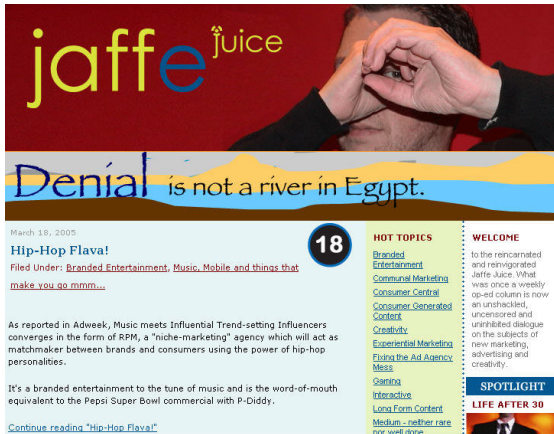 jaffe juice
Denial is not a river in Egypt.
March 18, 2005
18
Hip-Hop Flava!
Filed Under: Branded Entertainment, Music, Mobile and things that
make you go mmm...
As reported in Adweek, Music meets Influential Trend-setting Influencers
converges in the form of RPM, a "niche-marketing" agency which will act as
matchmaker between brands and consumers using the power of hip-hop
personalities.
It's a branded entertainment to the tune of music and is the word-of-mouth
equivalent to the Pepsi Super Bowl commercial with P-Diddy.
Continue reading "Hip-Hop Flava!"
HOT TOPICS
Branded
Entertainment
Communal Marketing
Consumer Central
Consumer Generated
Content
Creativity
Experiential Marketing
Fixing the Ad Agency
Mess
Gaming
Interactive
Long Form Content
Medium - neither rare
nor well done
WELCOME
to the reincarnated
and reinvigorated
Jaffe Juice. What
was once a weekly
op-ed column is now
an unshackled,
uncensored and
uninhibited dialogue
on the subjects of
new marketing,
advertising and
creativity.
SPOTLIGHT
LIFE AFTER 30